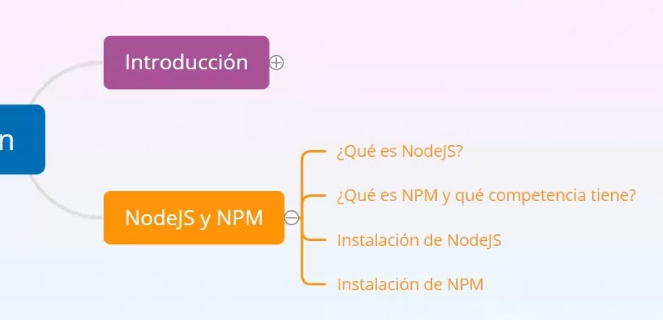 Introducción
n
NodeJS y NPM
¿Qué es NodeJS?
¿Qué es NPM y qué competencia tiene?
Instalación de NodeJS
Instalación de NPM